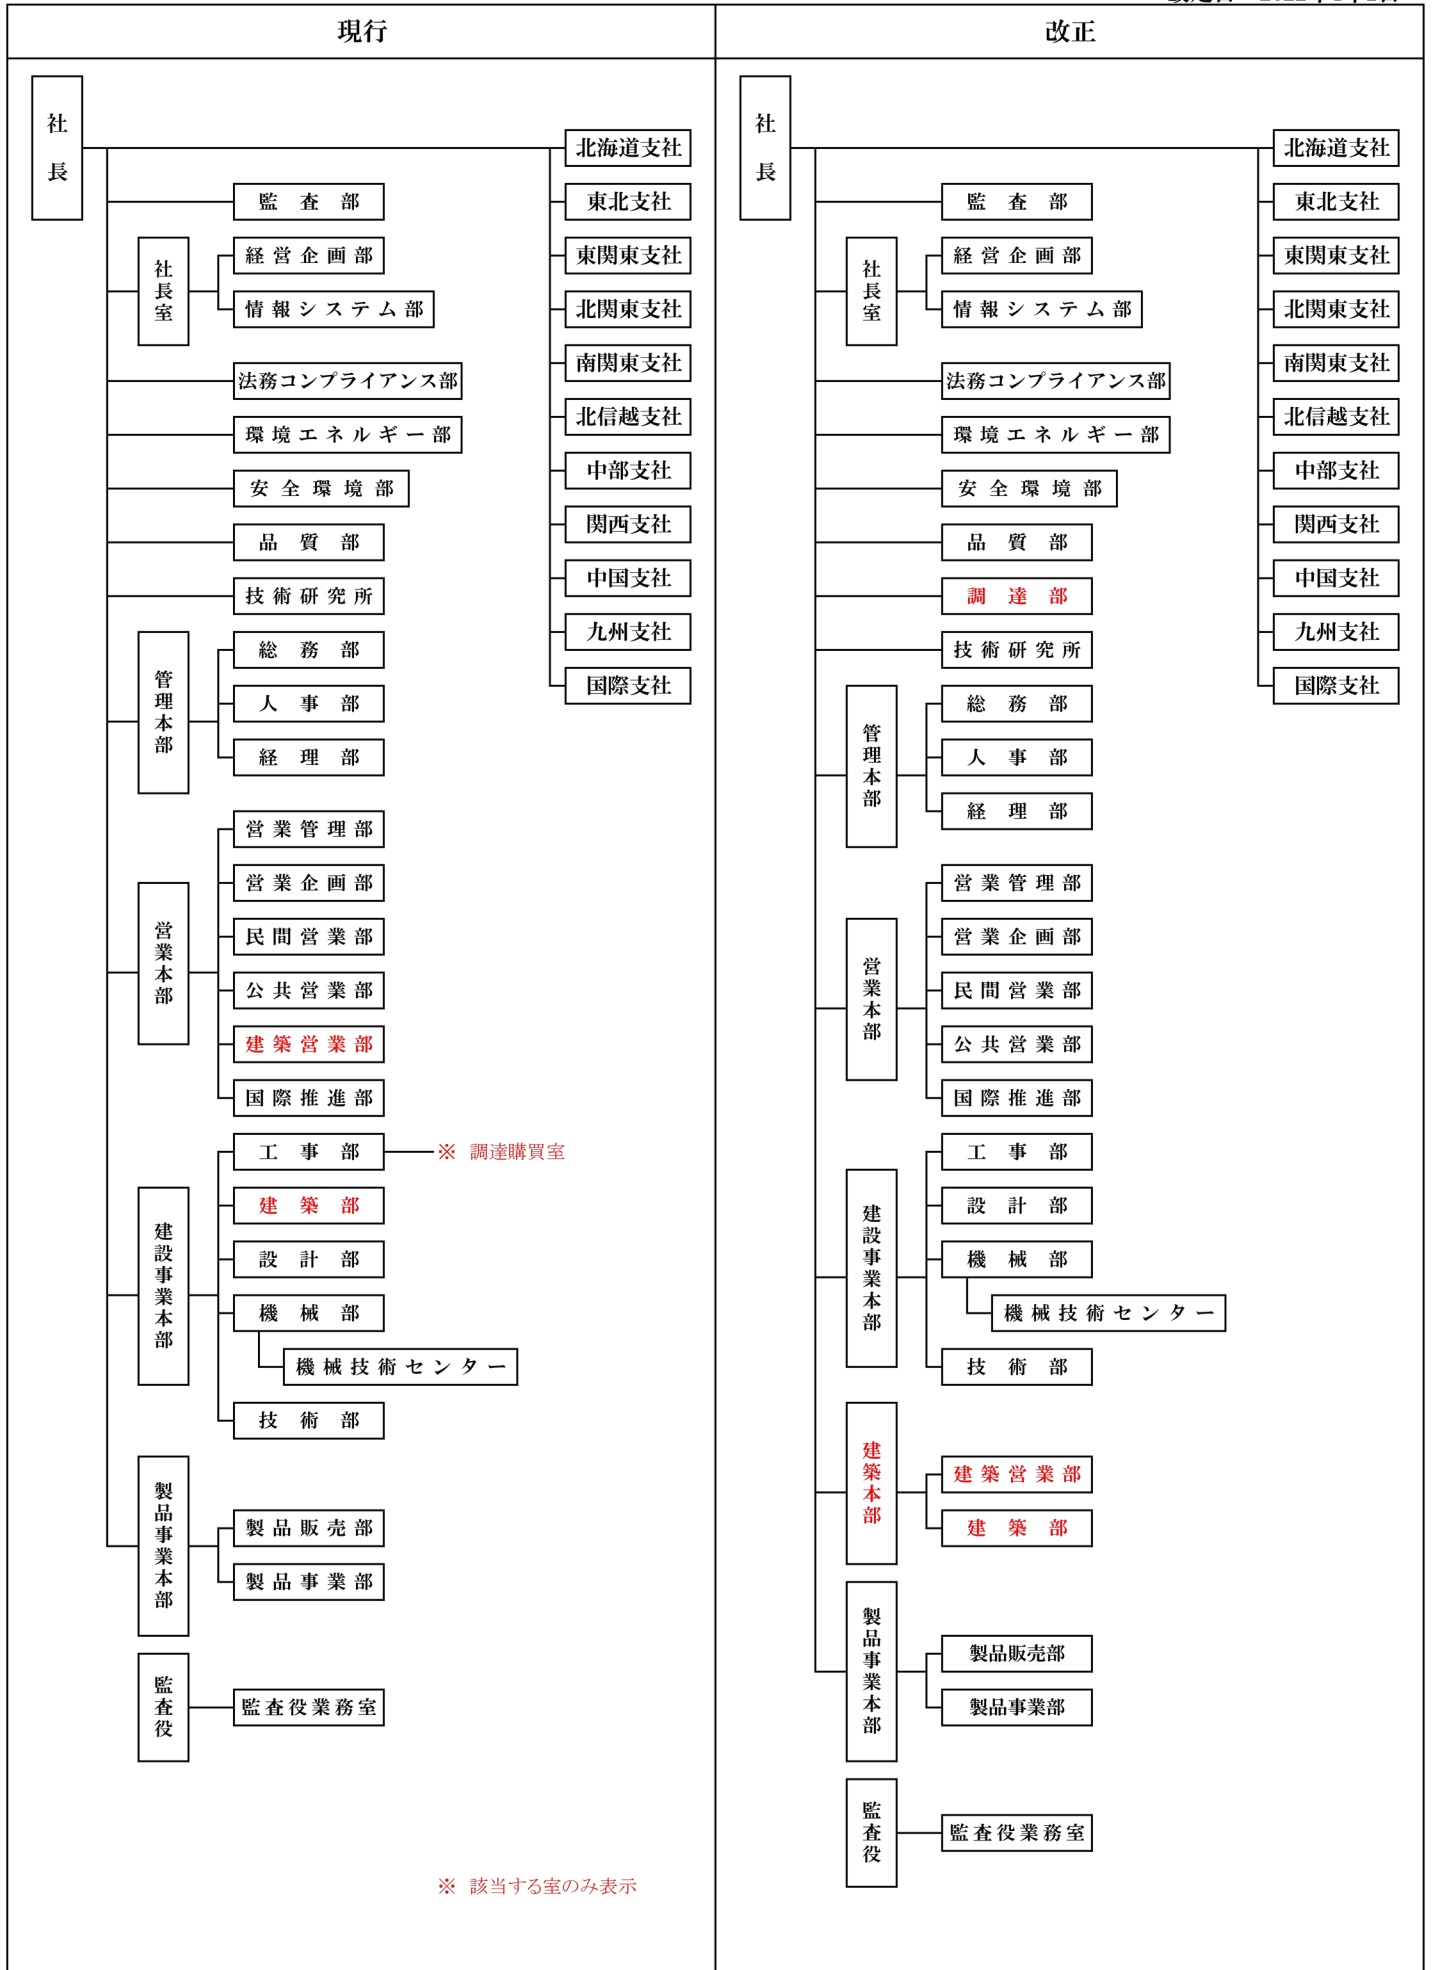 現行
社長
北海道支社
監査部
東北支社
社長室
経営企画部
東関東支社
情報システム部
北関東支社
法務コンプライアンス部
南関東支社
環境エネルギー部
北信越支社
安全環境部
中部支社
品質部
関西支社
技術研究所
中国支社
管理本部
総務部
九州支社
人事部
国際支社
経理部
営業本部
営業管理部
営業企画部
民間営業部
公共営業部
建築営業部
国際推進部
建設事業本部
工事部
※ 調達購買室
建築部
設計部
機械部
機械技術センター
技術部
製品事業本部
製品販売部
製品事業部
監査役
監査役業務室
※ 該当する室のみ表示
改正
社長
北海道支社
監査部
東北支社
社長室
経営企画部
東関東支社
情報システム部
北関東支社
法務コンプライアンス部
南関東支社
環境エネルギー部
北信越支社
安全環境部
中部支社
品質部
関西支社
調達部
中国支社
技術研究所
九州支社
管理本部
総務部
国際支社
人事部
経理部
営業本部
営業管理部
営業企画部
民間営業部
公共営業部
国際推進部
建設事業本部
工事部
設計部
機械部
機械技術センター
技術部
建築本部
建築営業部
建築部
製品事業本部
製品販売部
製品事業部
監査役
監査役業務室